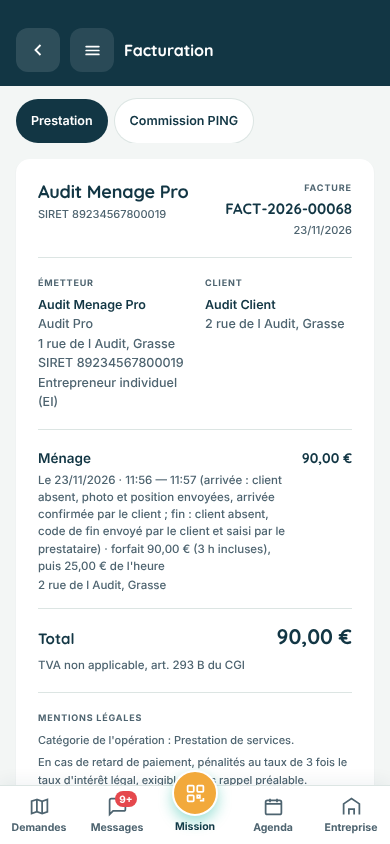 Facturation
Prestation
Commission PING
Audit Menage Pro
SIRET 89234567800019
FACTURE
FACT-2026-00068
23/11/2026
ÉMETTEUR
Audit Menage Pro
Audit Pro
1 rue de l Audit, Grasse
SIRET 89234567800019
Entrepreneur individuel
(EI)
CLIENT
Audit Client
2 rue de l Audit, Grasse
Ménage
90,00 €
Le 23/11/2026 · 11:56 — 11:57 (arrivée : client
absent, photo et position envoyées, arrivée
confirmée par le client ; fin : client absent,
code de fin envoyé par le client et saisi par le
prestataire) · forfait 90,00 € (3 h incluses),
puis 25,00 € de l'heure
2 rue de l Audit, Grasse
Total
90,00 €
TVA non applicable, art. 293 B du CGI
MENTIONS LÉGALES
Catégorie de l'opération : Prestation de services.
En cas de retard de paiement, pénalités au taux de 3 fois le
taux d'intérêt légal, rappel préalable.
Demandes
9+
Messages
Mission
Agenda
Entreprise